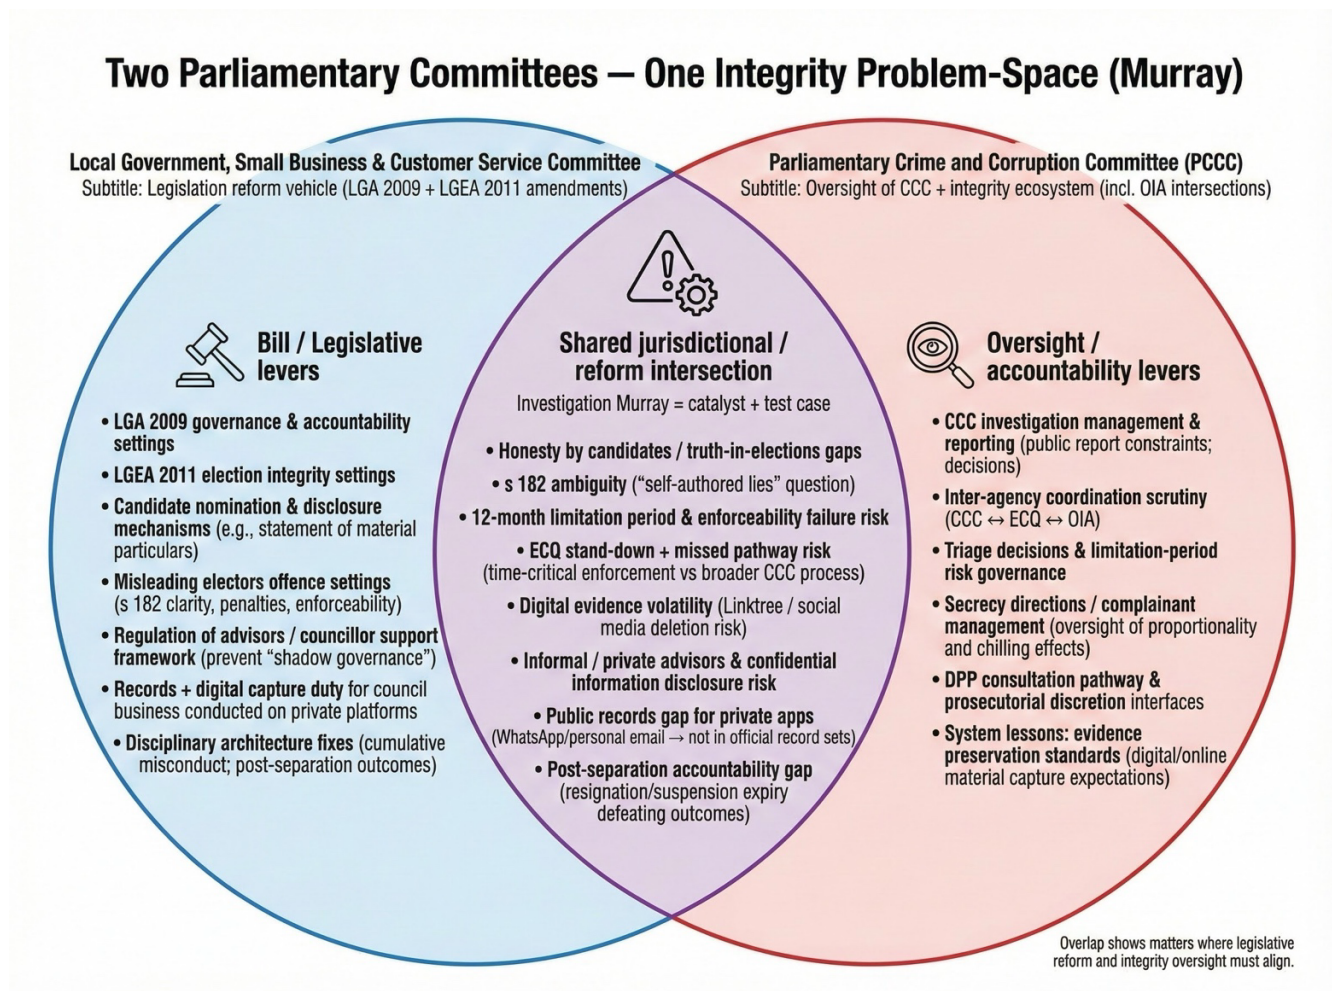 Two Parliamentary Committees — One Integrity Problem-Space (Murray)
Local Government, Small Business & Customer Service Committee
Subtitle: Legislation reform vehicle (LGA 2009 + LGEA 2011 amendments)
Parliamentary Crime and Corruption Committee (PCCC)
Subtitle: Oversight of CCC + integrity ecosystem (incl. OIA intersections)
Bill / Legislative
levers
• LGA 2009 governance & accountability
settings
• LGEA 2011 election integrity settings
• Candidate nomination & disclosure
mechanisms (e.g., statement of material
particulars)
• Misleading electors offence settings
(s 182 clarity, penalties, enforceability)
• Regulation of advisors / councillor support
framework (prevent “shadow governance”)
• Records + digital capture duty for council
business conducted on private platforms
• Disciplinary architecture fixes (cumulative
misconduct; post-separation outcomes)
Shared jurisdictional /
reform intersection
Investigation Murray = catalyst + test case
• Honesty by candidates / truth-in-elections gaps
• s 182 ambiguity (“self-authored lies” question)
• 12-month limitation period & enforceability failure risk
• ECQ stand-down + missed pathway risk
(time-critical enforcement vs broader CCC process)
• Digital evidence volatility (Linktree / social
media deletion risk)
• Informal / private advisors & confidential
information disclosure risk
• Public records gap for private apps
(WhatsApp/personal email → not in official record sets)
• Post-separation accountability gap
(resignation/suspension expiry
defeating outcomes)
Oversight /
accountability levers
• CCC investigation management &
reporting (public report constraints;
decisions)
• Inter-agency coordination scrutiny
(CCC ↔ ECQ ↔ OIA)
• Triage decisions & limitation-period
risk governance
• Secrecy directions / complainant
management (oversight of proportionality
and chilling effects)
• DPP consultation pathway &
prosecutorial discretion interfaces
• System lessons: evidence
preservation standards (digital/online
material capture expectations)
Overlap shows matters where legislative
reform and integrity oversight must align.